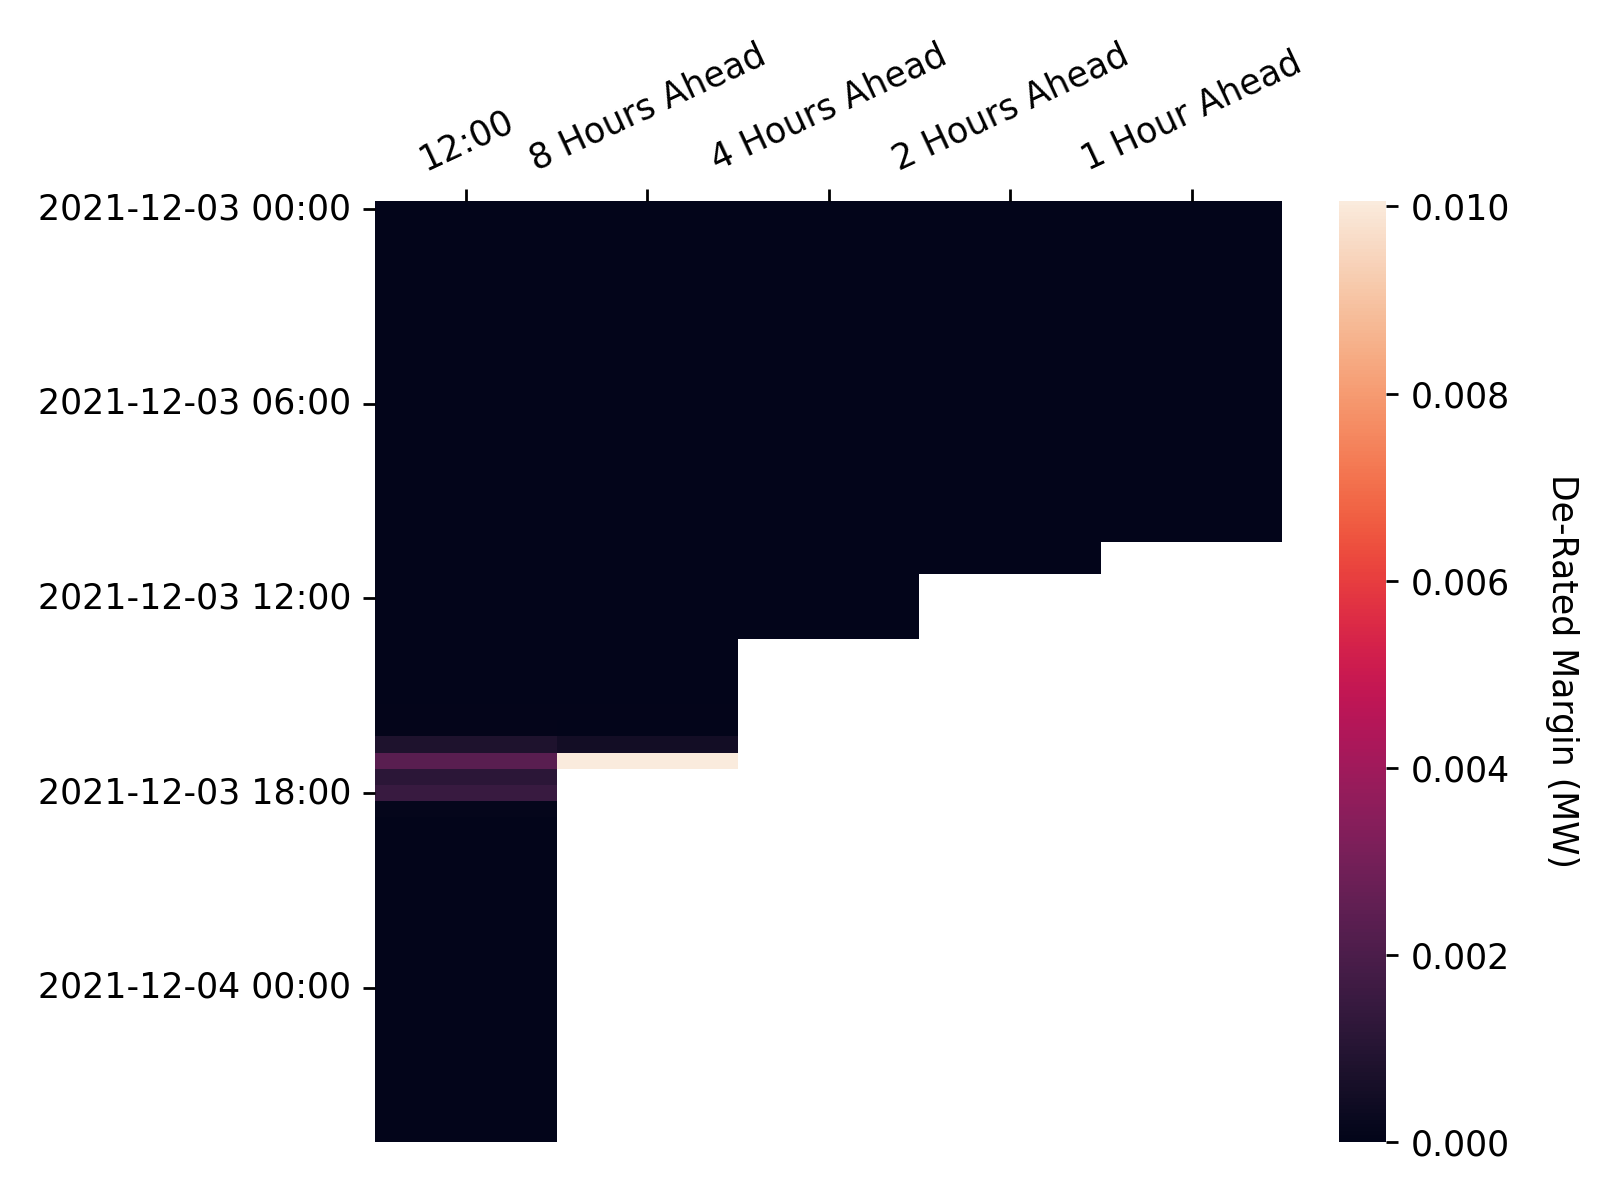 12:00
8 Hours Ahead
4 Hours Ahead
2 Hours Ahead
1 Hour Ahead
2021-12-03 00:00
2021-12-03 06:00
2021-12-03 12:00
2021-12-03 18:00
2021-12-04 00:00
0.010
0.008
0.006
0.004
0.002
0.000
De-Rated Margin (MW)